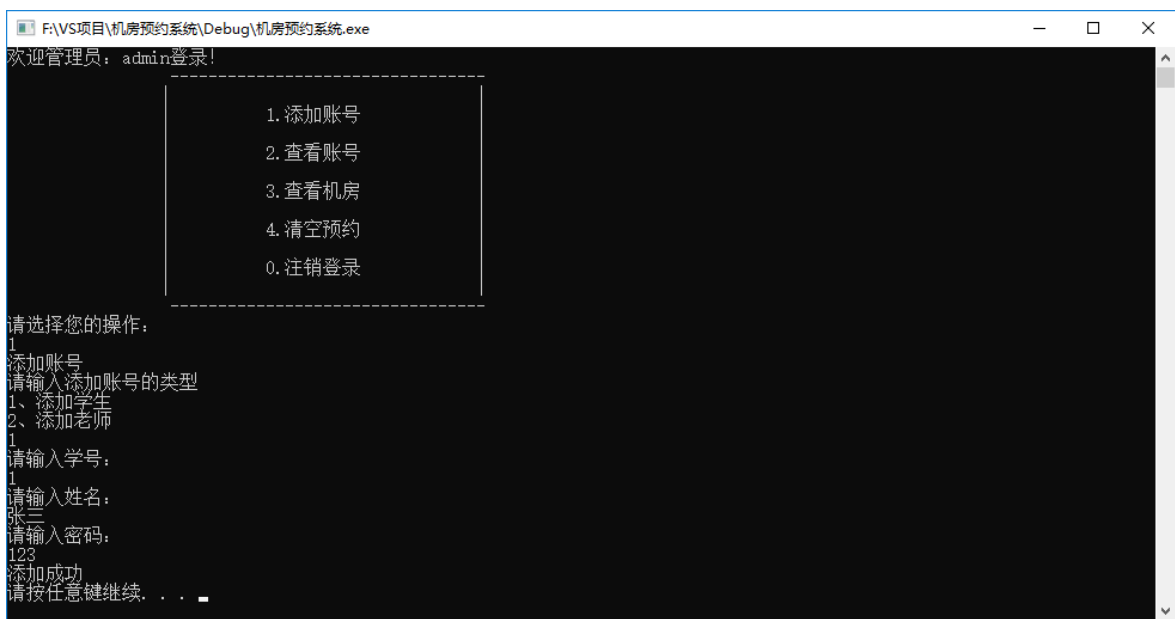 F:\VS项目\机房预约系统\Debug\机房预约系统.exe
欢迎管理员：admin登录！
---------------------------------
1.添加账号
2.查看账号
3.查看机房
4.清空预约
0.注销登录
---------------------------------
请选择您的操作：
1
添加账号
请输入添加账号的类型
1、添加学生
2、添加老师
1
请输入学号：
1
请输入姓名：
张三
请输入密码：
123
添加成功
请按任意键继续. . .